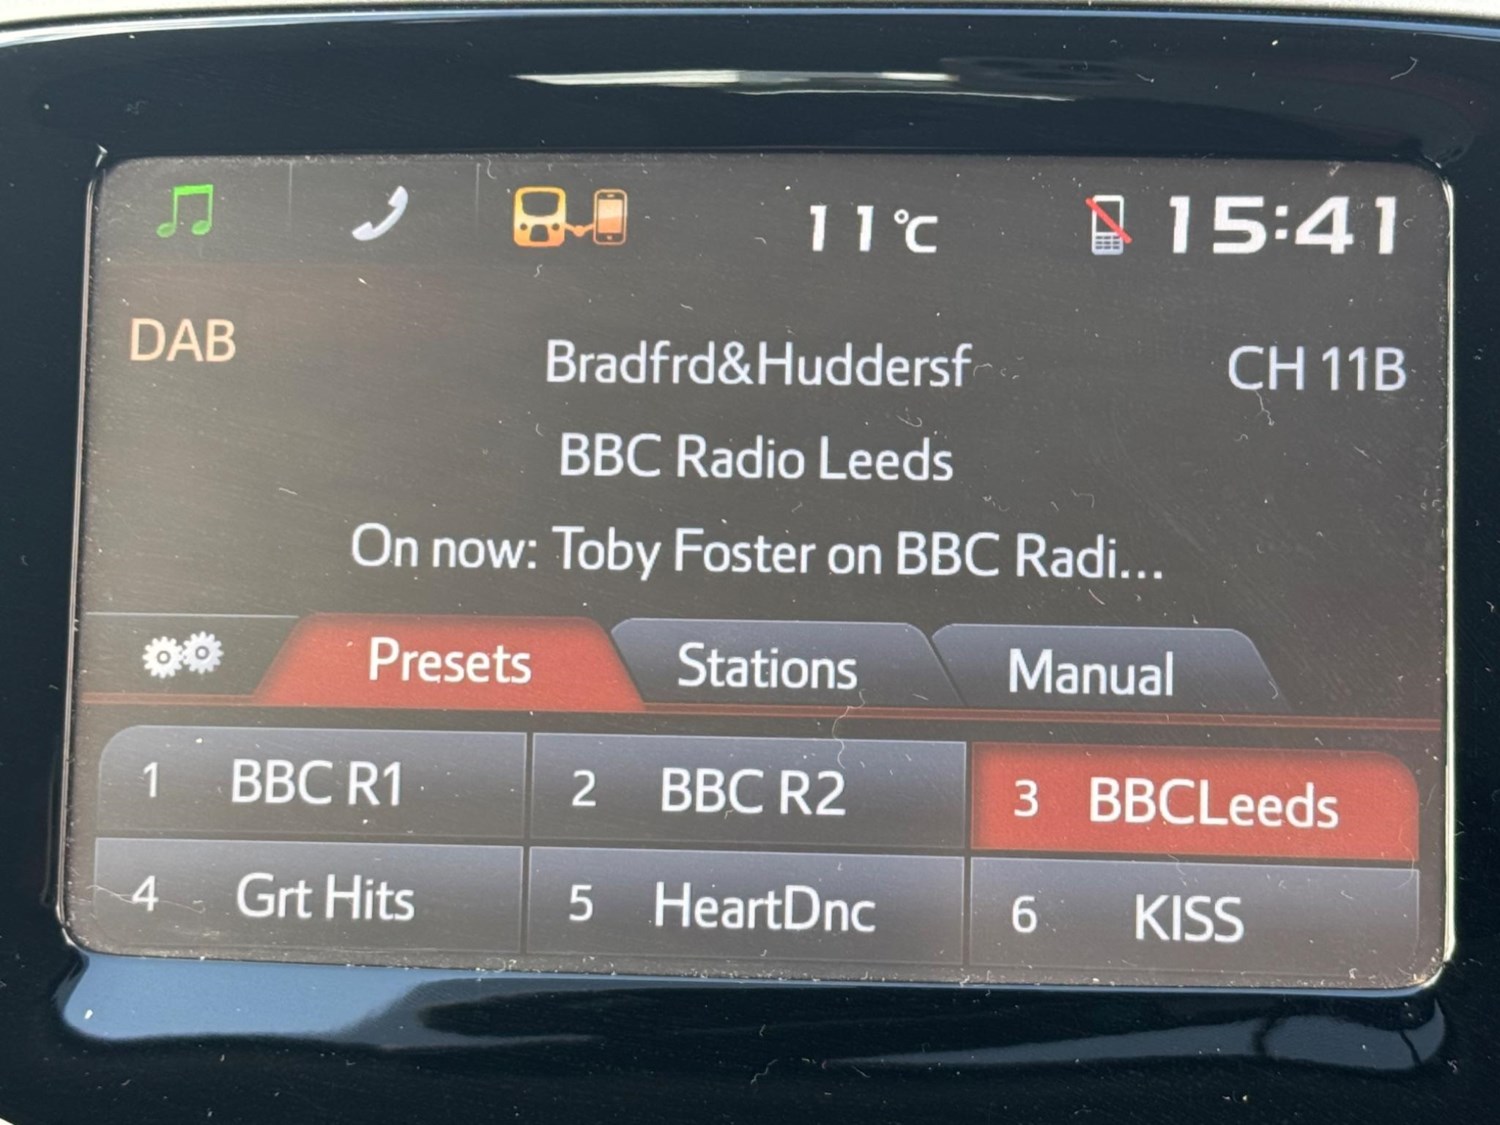 11°C 15:41
DAB Bradfrd&Huddersf CH 11B
BBC Radio Leeds
On now: Toby Foster on BBC Radi...
Presets Stations Manual
1 BBC R1 2 BBC R2 3 BBCLeeds
4 Grt Hits 5 HeartDnc 6 KISS